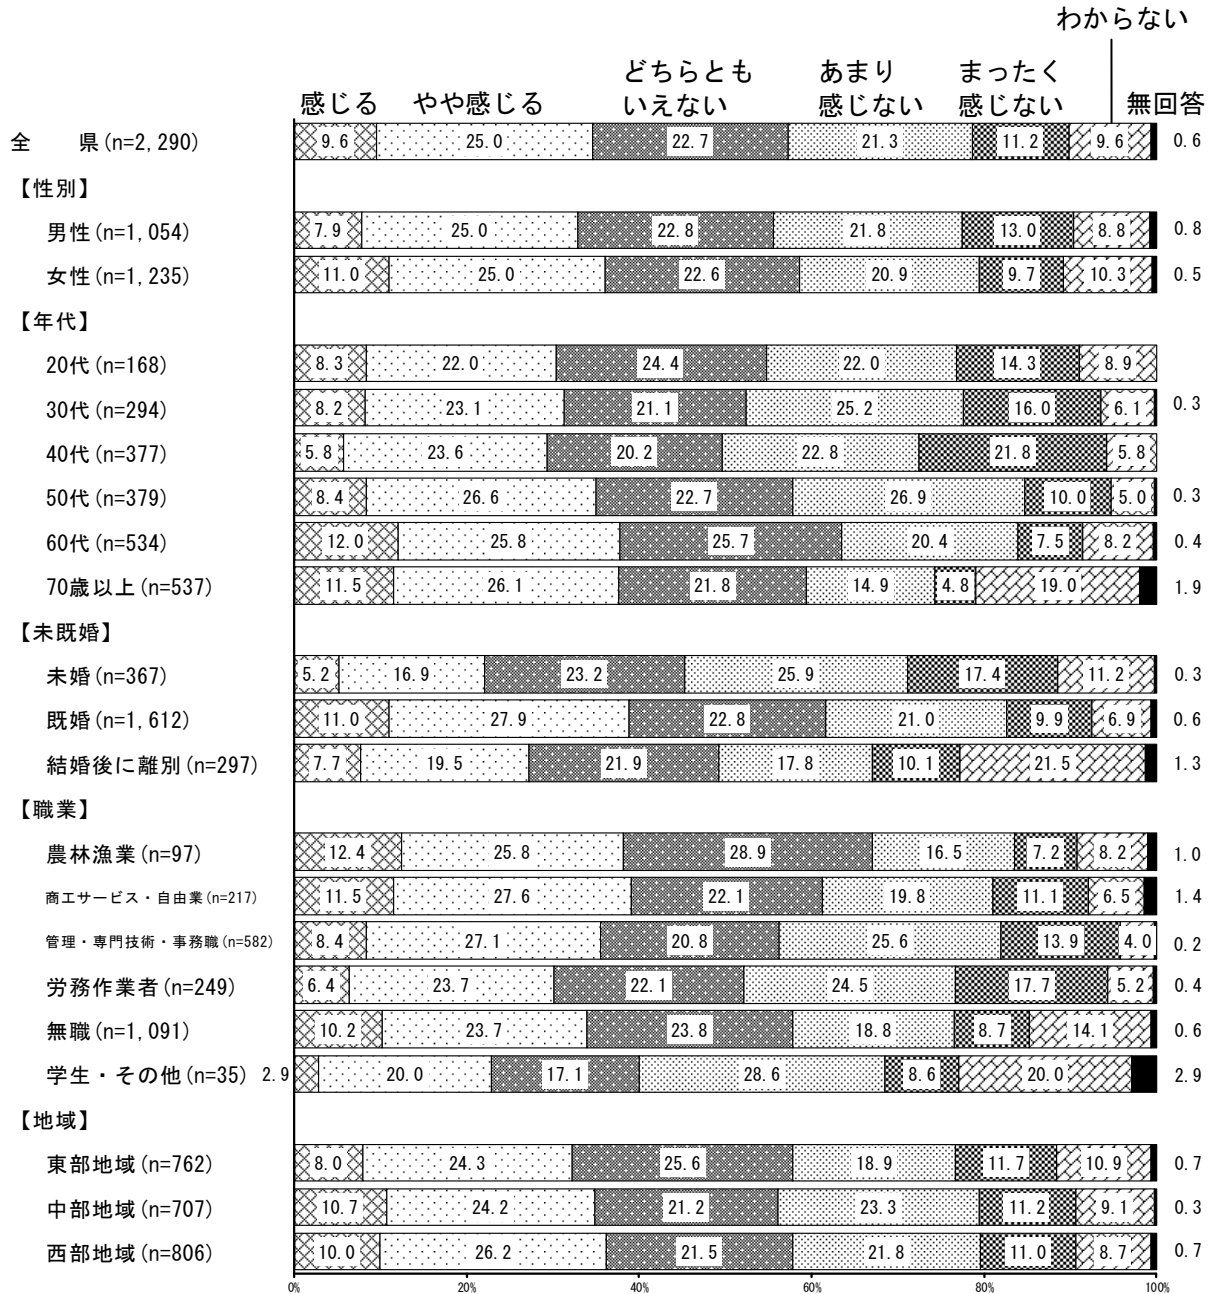 わからない
どちらとも あまり まったく
感じる やや感じる いえない 感じない 感じない 無回答
全 県(n=2,290) 9.6 25.0 22.7 21.3 11.2 9.6 0.6
【性別】
男性(n=1,054) 7.9 25.0 22.8 21.8 13.0 8.8 0.8
女性(n=1,235) 11.0 25.0 22.6 20.9 9.7 10.3 0.5
【年代】
20代(n=168) 8.3 22.0 24.4 22.0 14.3 8.9
30代(n=294) 8.2 23.1 21.1 25.2 16.0 6.1 0.3
40代(n=377) 5.8 23.6 20.2 22.8 21.8 5.8
50代(n=379) 8.4 26.6 22.7 26.9 10.0 5.0 0.3
60代(n=534) 12.0 25.8 25.7 20.4 7.5 8.2 0.4
70歳以上(n=537) 11.5 26.1 21.8 14.9 4.8 19.0 1.9
【未既婚】
未婚(n=367) 5.2 16.9 23.2 25.9 17.4 11.2 0.3
既婚(n=1,612) 11.0 27.9 22.8 21.0 9.9 6.9 0.6
結婚後に離別(n=297) 7.7 19.5 21.9 17.8 10.1 21.5 1.3
【職業】
農林漁業(n=97) 12.4 25.8 28.9 16.5 7.2 8.2 1.0
商工サービス・自由業(n=217) 11.5 27.6 22.1 19.8 11.1 6.5 1.4
管理・専門技術・事務職(n=582) 8.4 27.1 20.8 25.6 13.9 4.0 0.2
労務作業者(n=249) 6.4 23.7 22.1 24.5 17.7 5.2 0.4
無職(n=1,091) 10.2 23.7 23.8 18.8 8.7 14.1 0.6
学生・その他(n=35) 2.9 20.0 17.1 28.6 8.6 20.0 2.9
【地域】
東部地域(n=762) 8.0 24.3 25.6 18.9 11.7 10.9 0.7
中部地域(n=707) 10.7 24.2 21.2 23.3 11.2 9.1 0.3
西部地域(n=806) 10.0 26.2 21.5 21.8 11.0 8.7 0.7
0% 20% 40% 60% 80% 100%